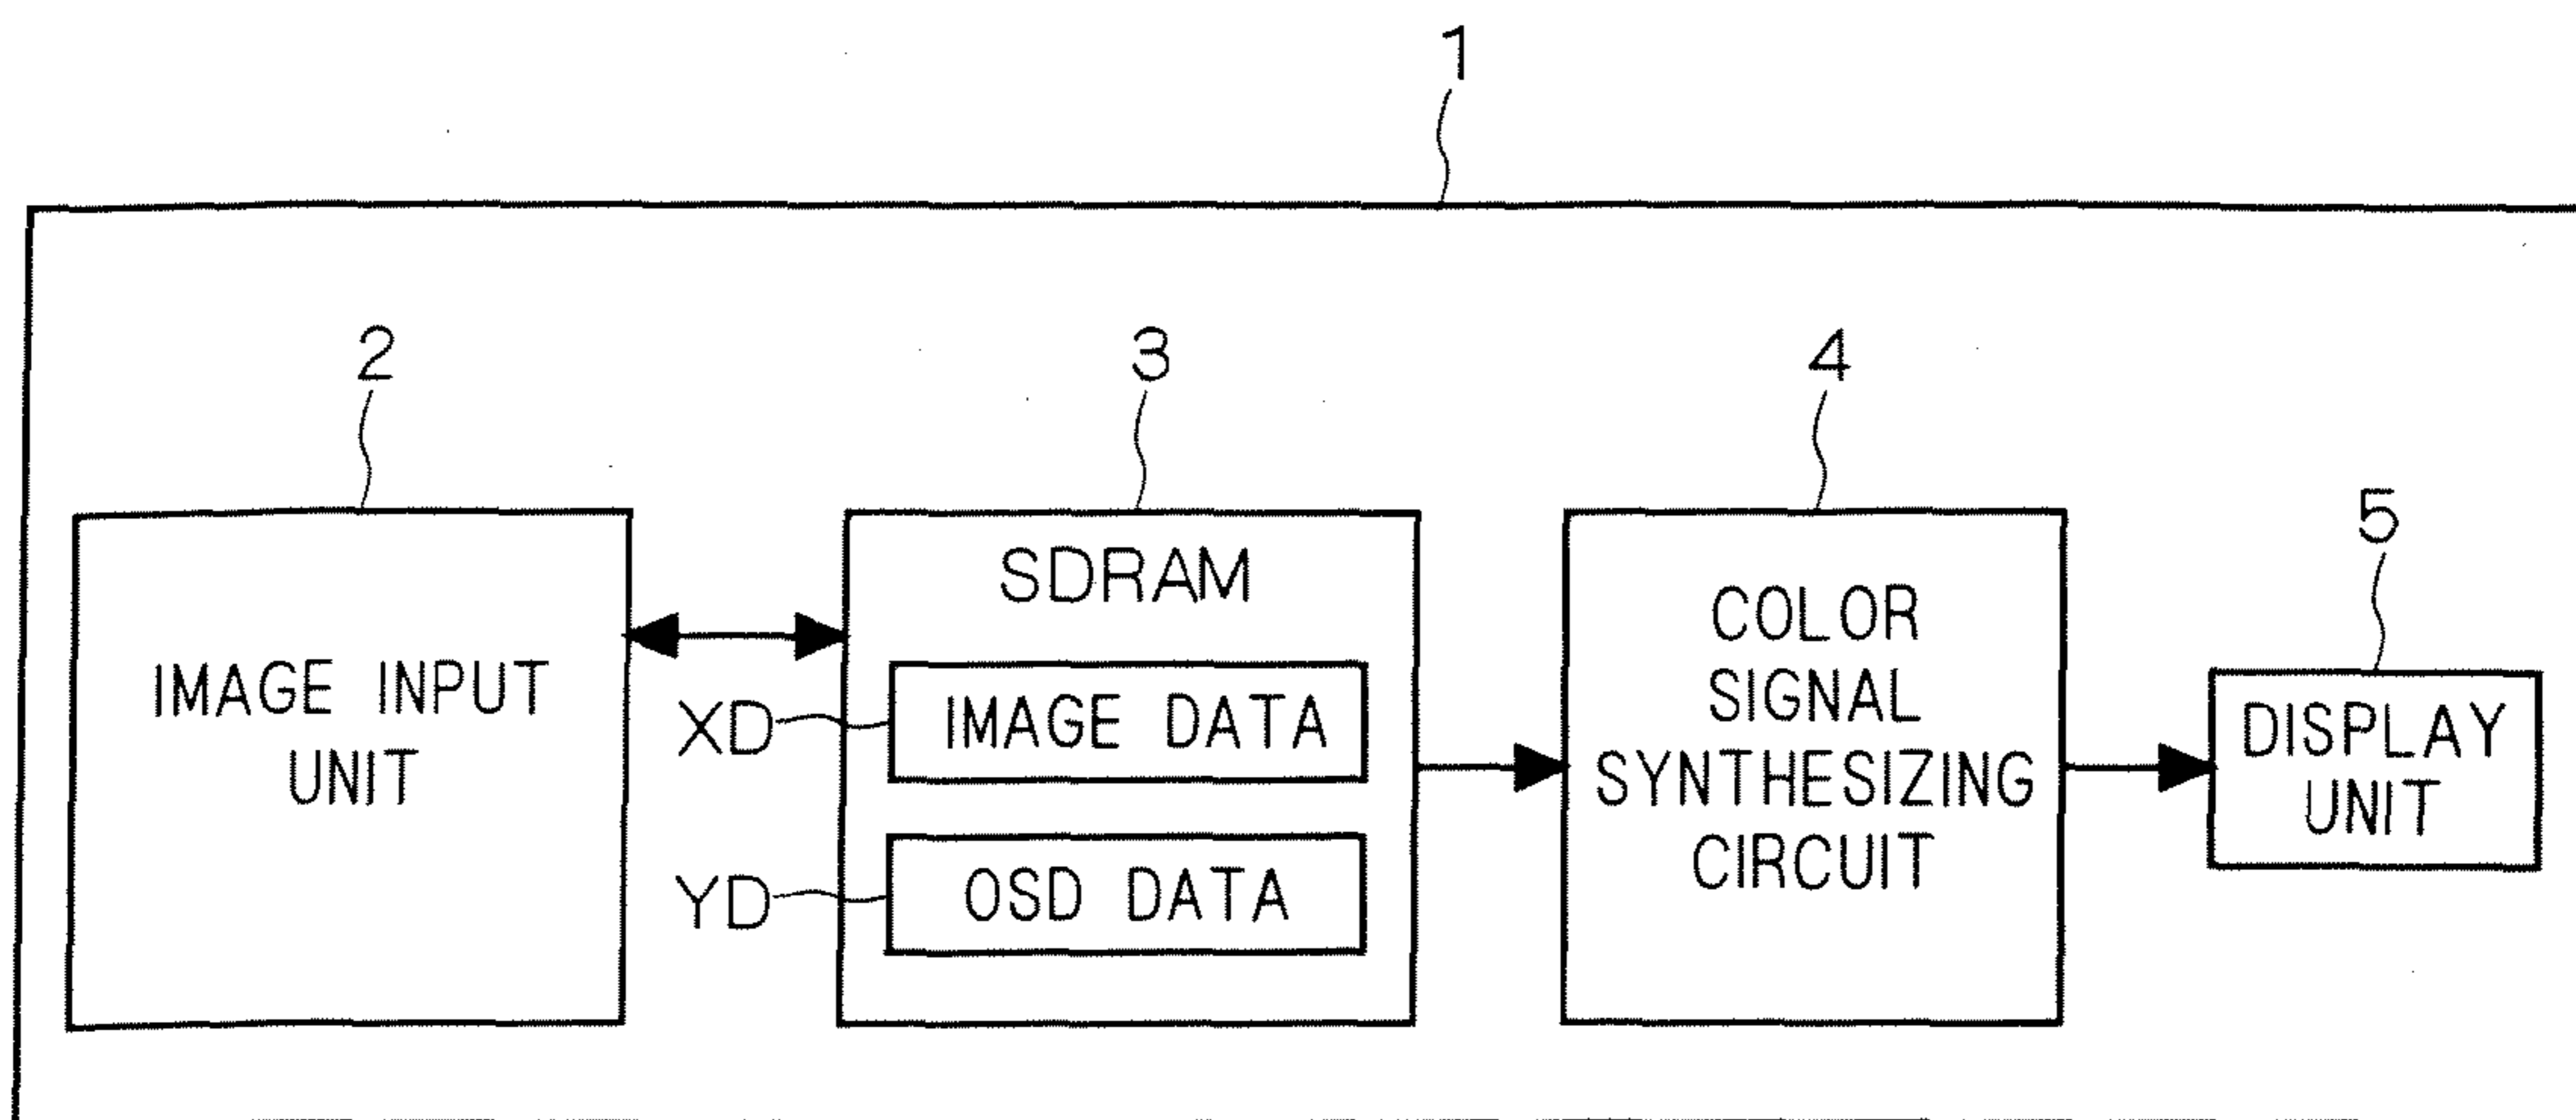 1
2
3
4
5
IMAGE INPUT
UNIT
SDRAM
XD
IMAGE DATA
YD
OSD DATA
COLOR
SIGNAL
SYNTHESIZING
CIRCUIT
DISPLAY
UNIT